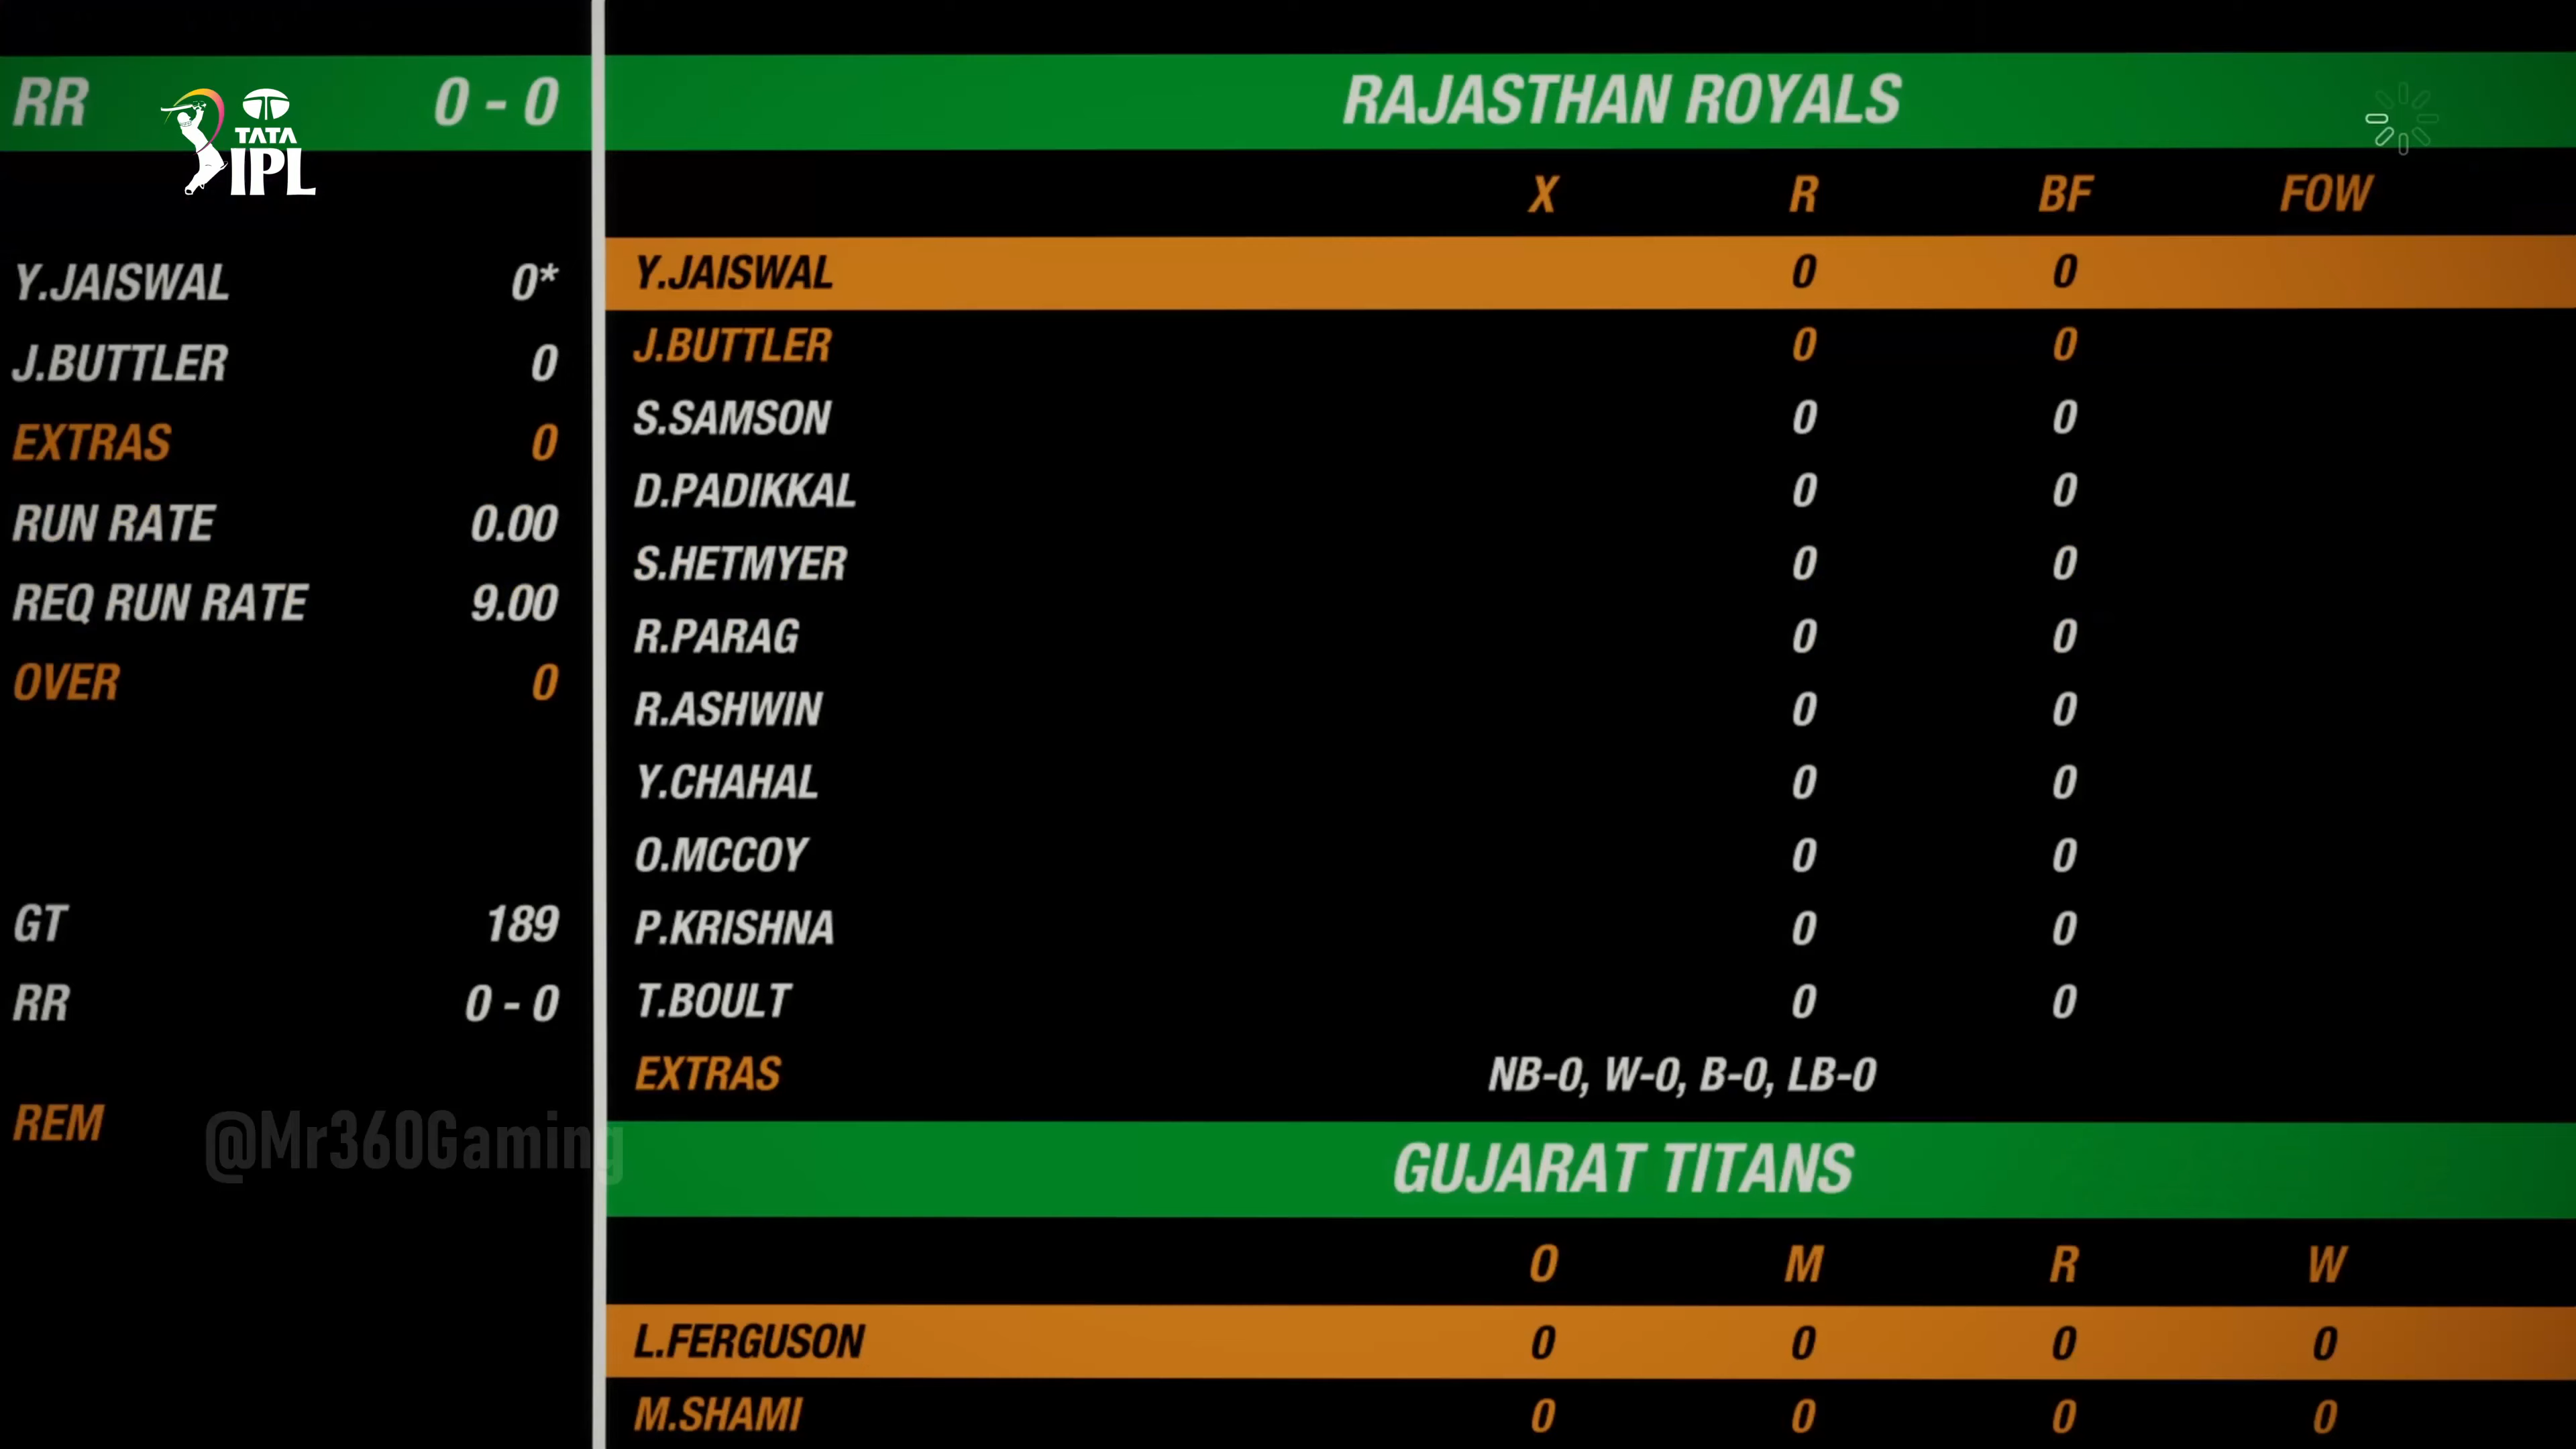 RR 0 - 0
TATA
IPL
Y.JAISWAL 0*
J.BUTTLER 0
EXTRAS 0
RUN RATE 0.00
REQ RUN RATE 9.00
OVER 0
GT 189
RR 0 - 0
REM
@Mr360Gaming
RAJASTHAN ROYALS
X R BF FOW
Y.JAISWAL 0 0
J.BUTTLER 0 0
S.SAMSON 0 0
D.PADIKKAL 0 0
S.HETMYER 0 0
R.PARAG 0 0
R.ASHWIN 0 0
Y.CHAHAL 0 0
O.MCCOY 0 0
P.KRISHNA 0 0
T.BOULT 0 0
EXTRAS NB-0, W-0, B-0, LB-0
GUJARAT TITANS
O M R W
L.FERGUSON 0 0 0 0
M.SHAMI 0 0 0 0